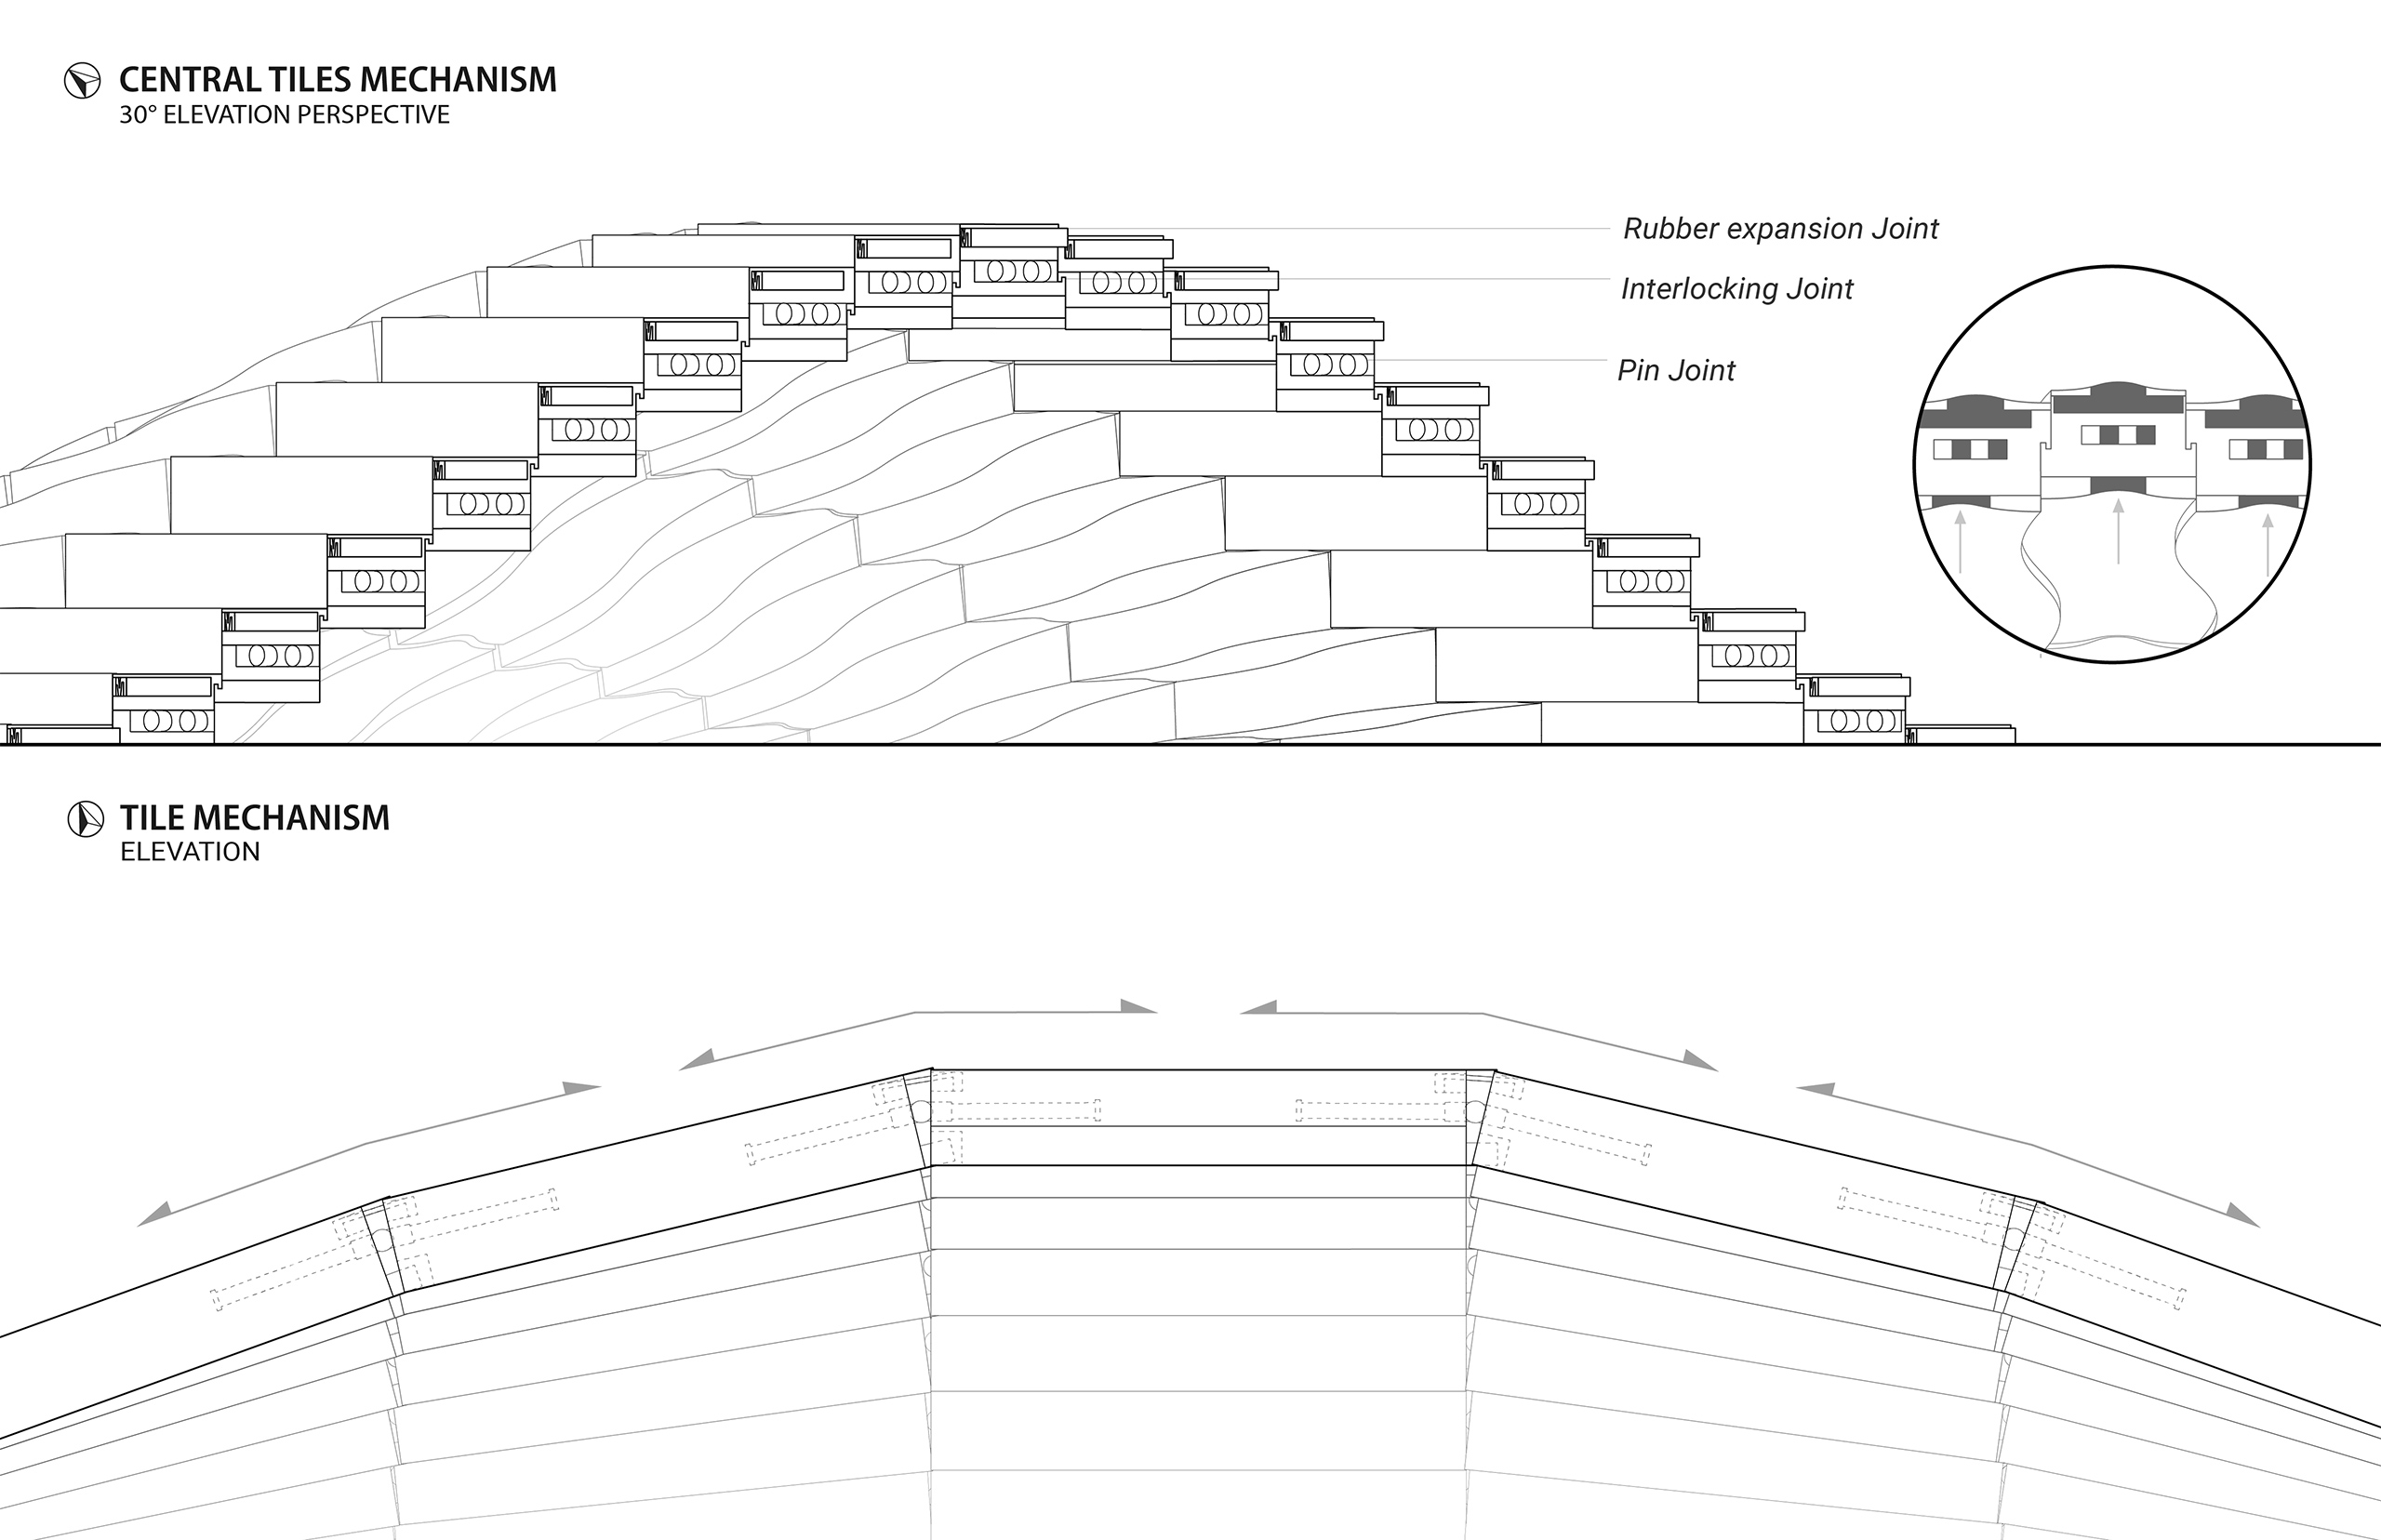 CENTRAL TILES MECHANISM
30° ELEVATION PERSPECTIVE
Rubber expansion Joint
Interlocking Joint
Pin Joint
TILE MECHANISM
ELEVATION